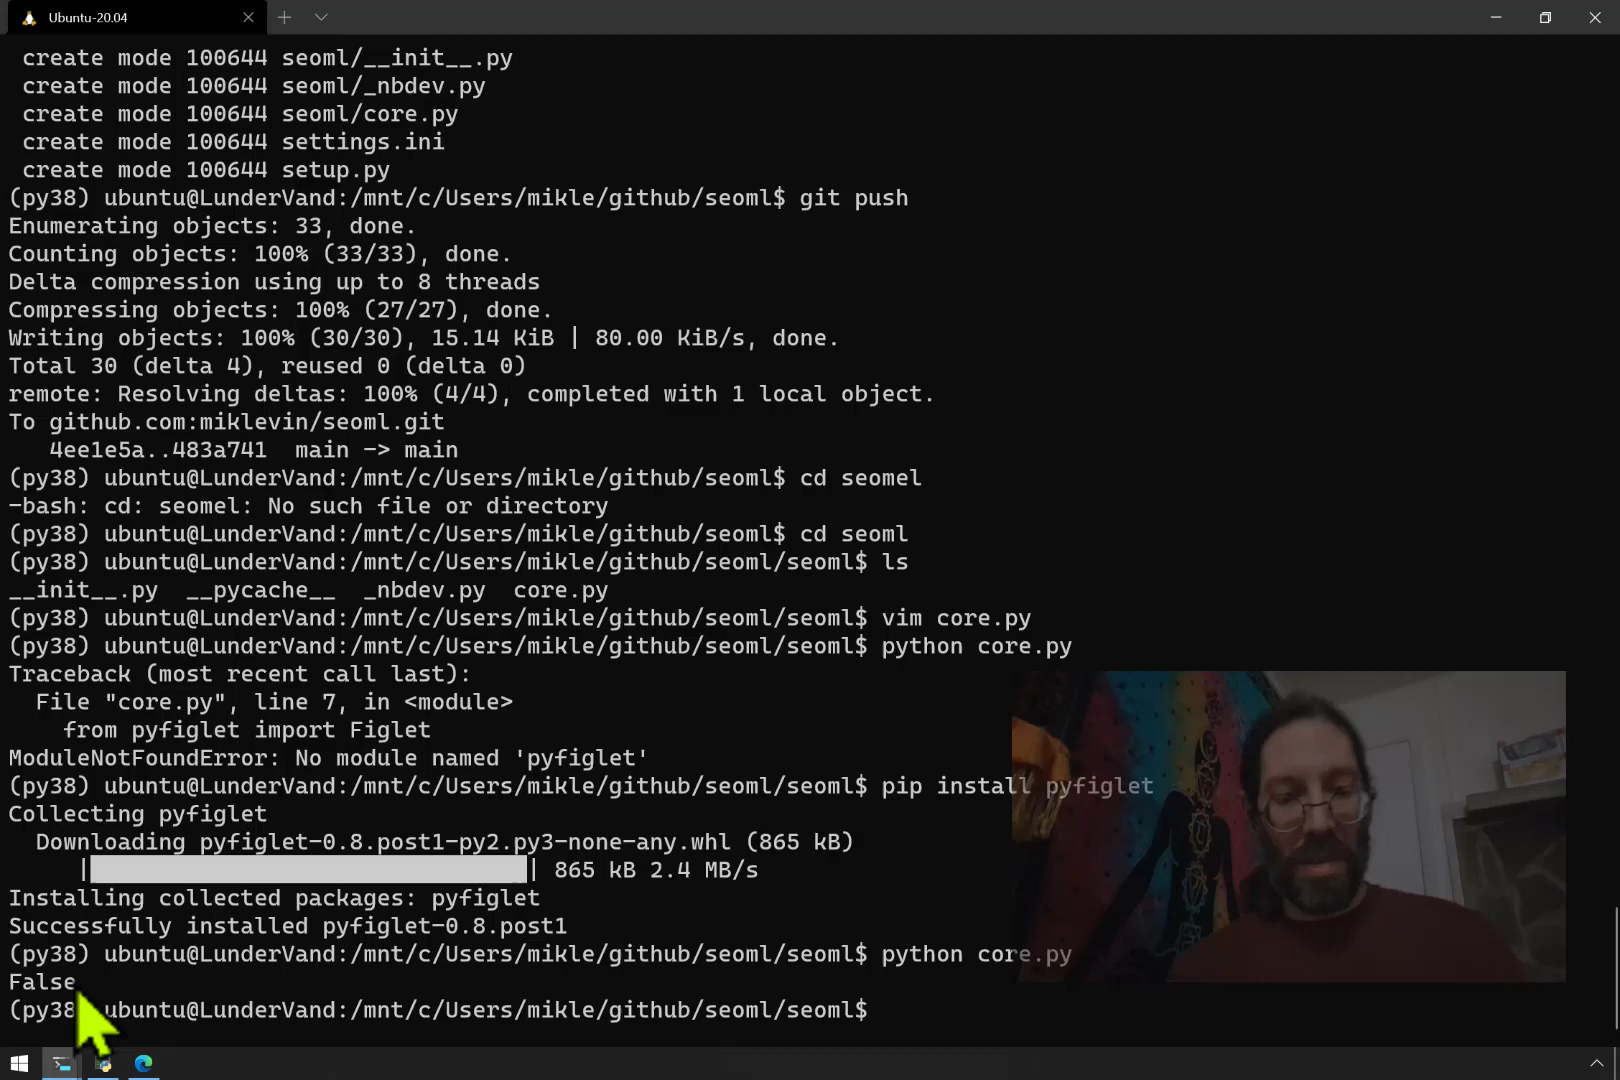 Ubuntu-20.04
create mode 100644 seoml/__init__.py
create mode 100644 seoml/_nbdev.py
create mode 100644 seoml/core.py
create mode 100644 settings.ini
create mode 100644 setup.py
(py38) ubuntu@LunderVand:/mnt/c/Users/mikle/github/seoml$ git push
Enumerating objects: 33, done.
Counting objects: 100% (33/33), done.
Delta compression using up to 8 threads
Compressing objects: 100% (27/27), done.
Writing objects: 100% (30/30), 15.14 KiB | 80.00 KiB/s, done.
Total 30 (delta 4), reused 0 (delta 0)
remote: Resolving deltas: 100% (4/4), completed with 1 local object.
To github.com:miklevin/seoml.git
4ee1e5a..483a741  main -> main
(py38) ubuntu@LunderVand:/mnt/c/Users/mikle/github/seoml$ cd seomel
-bash: cd: seomel: No such file or directory
(py38) ubuntu@LunderVand:/mnt/c/Users/mikle/github/seoml$ cd seoml
(py38) ubuntu@LunderVand:/mnt/c/Users/mikle/github/seoml/seoml$ ls
__init__.py  __pycache__  _nbdev.py  core.py
(py38) ubuntu@LunderVand:/mnt/c/Users/mikle/github/seoml/seoml$ vim core.py
(py38) ubuntu@LunderVand:/mnt/c/Users/mikle/github/seoml/seoml$ python core.py
Traceback (most recent call last):
File "core.py", line 7, in <module>
from pyfiglet import Figlet
ModuleNotFoundError: No module named 'pyfiglet'
(py38) ubuntu@LunderVand:/mnt/c/Users/mikle/github/seoml/seoml$ pip install pyfiglet
Collecting pyfiglet
Downloading pyfiglet-0.8.post1-py2.py3-none-any.whl (865 kB)
| | 865 kB 2.4 MB/s
Installing collected packages: pyfiglet
Successfully installed pyfiglet-0.8.post1
(py38) ubuntu@LunderVand:/mnt/c/Users/mikle/github/seoml/seoml$ python core.py
False
(py38 ubuntu@LunderVand:/mnt/c/Users/mikle/github/seoml/seoml$